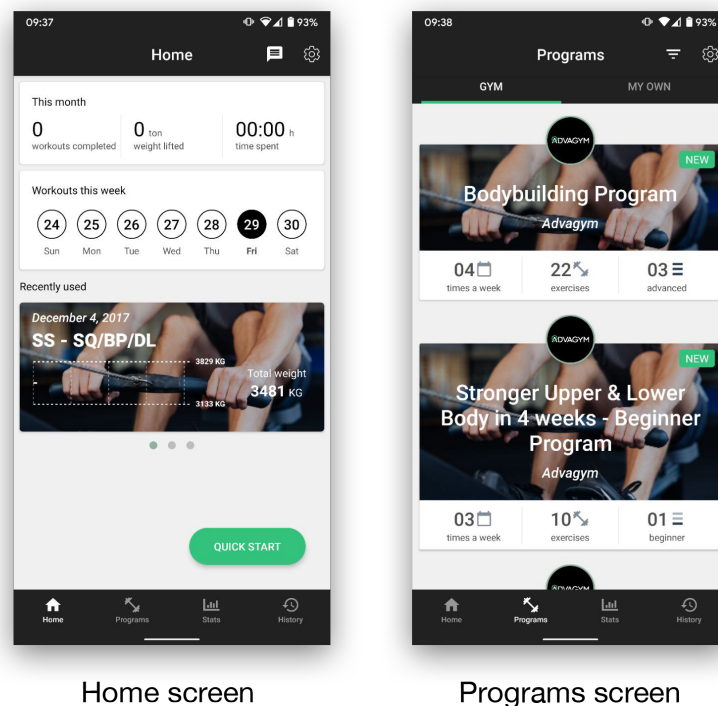 09:37
93%
Home
This month
0
workouts completed
0 ton
weight lifted
00:00 h
time spent
Workouts this week
24 25 26 27 28 29 30
Sun Mon Tue Wed Thu Fri Sat
Recently used
December 4, 2017
SS - SQ/BP/DL
3829 KG
Total weight
3481 KG
3133 KG
QUICK START
Home Programs Stats History
Home screen
09:38
93%
Programs
GYM MY OWN
ADVAGYM
NEW
Bodybuilding Program
Advagym
04 22 03
times a week exercises advanced
ADVAGYM
NEW
Stronger Upper & Lower
Body in 4 weeks - Beginner
Program
Advagym
03 10 01
times a week exercises beginner
ADVAGYM
Home Programs Stats History
Programs screen